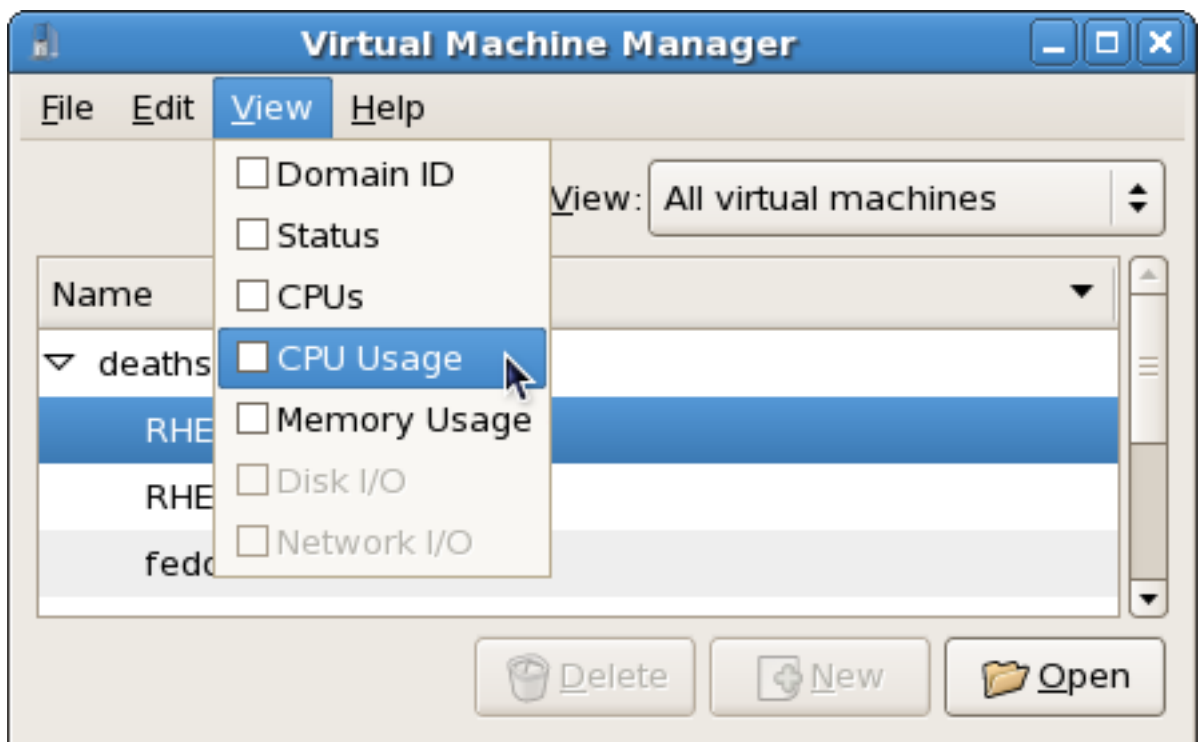 Virtual Machine Manager
File Edit View Help
Domain ID
View: All virtual machines
Status
Name
CPUs
deaths
CPU Usage
RHE
Memory Usage
RHE
Disk I/O
Network I/O
Delete New Open